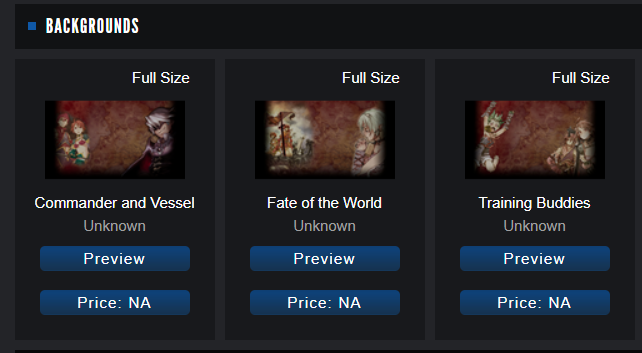 BACKGROUNDS
Full Size
Full Size
Full Size
Commander and Vessel
Fate of the World
Training Buddies
Unknown
Unknown
Unknown
Preview
Preview
Preview
Price: NA
Price: NA
Price: NA